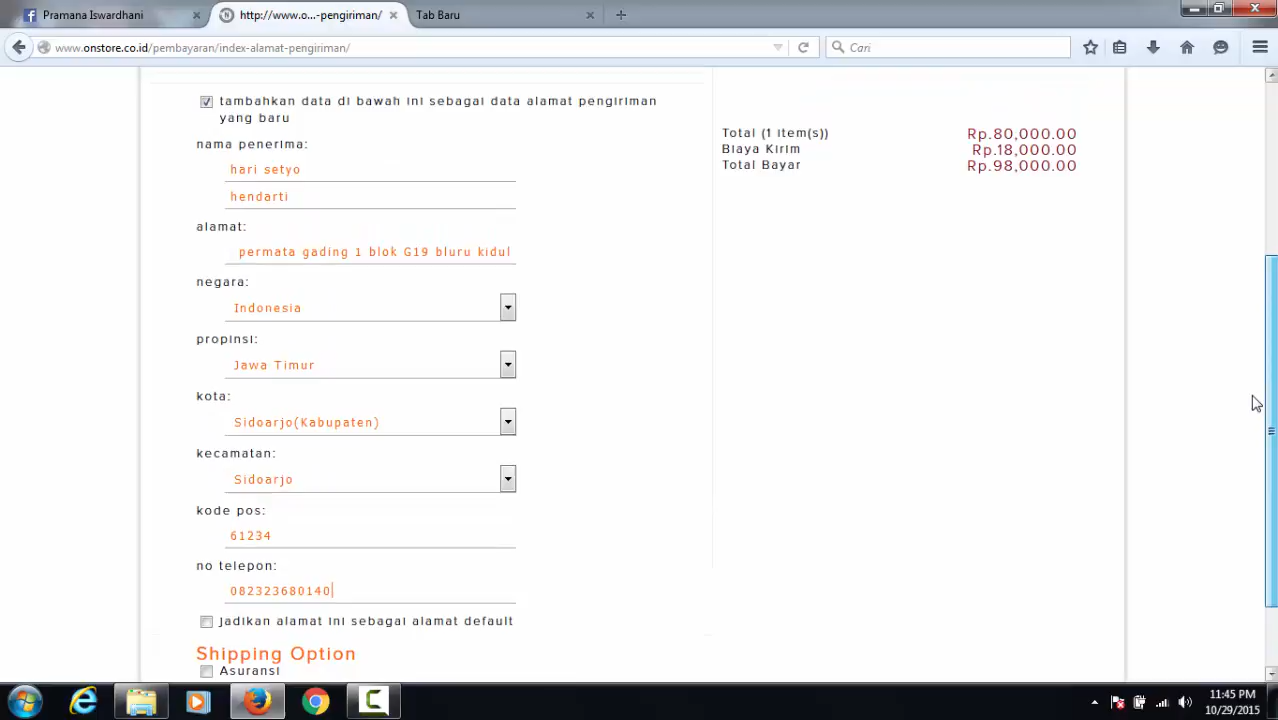 Pramana Iswardhani
http://www.o...-pengiriman/
Tab Baru
www.onstore.co.id/pembayaran/index-alamat-pengiriman/
Cari
tambahkan data di bawah ini sebagai data alamat pengiriman
yang baru
nama penerima:
hari setyo
hendarti
alamat:
permata gading 1 blok G19 bluru kidul
negara:
Indonesia
propinsi:
Jawa Timur
kota:
Sidoarjo(Kabupaten)
kecamatan:
Sidoarjo
kode pos:
61234
no telepon:
082323680140
jadikan alamat ini sebagai alamat default
Shipping Option
Asuransi
Total (1 item(s)) Rp.80,000.00
Biaya Kirim Rp.18,000.00
Total Bayar Rp.98,000.00
11:45 PM
10/29/2015